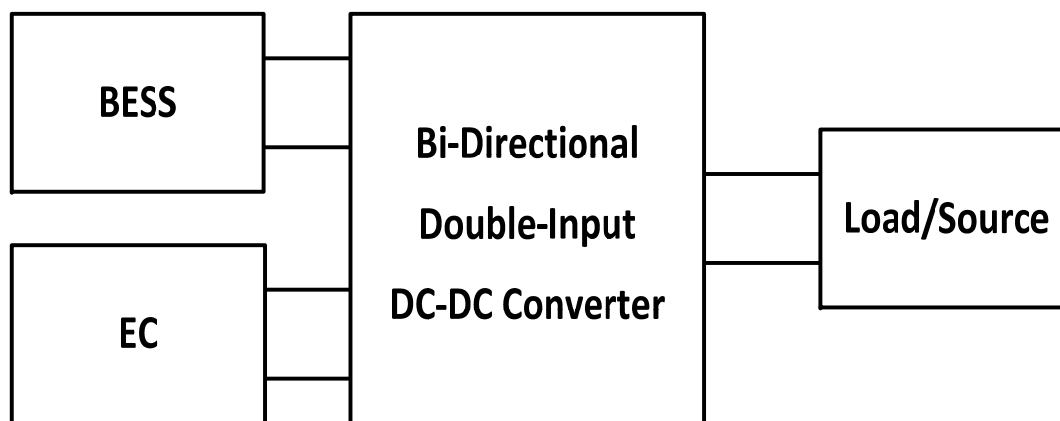 BESS
EC
Bi-Directional
Double-Input
DC-DC Converter
Load/Source